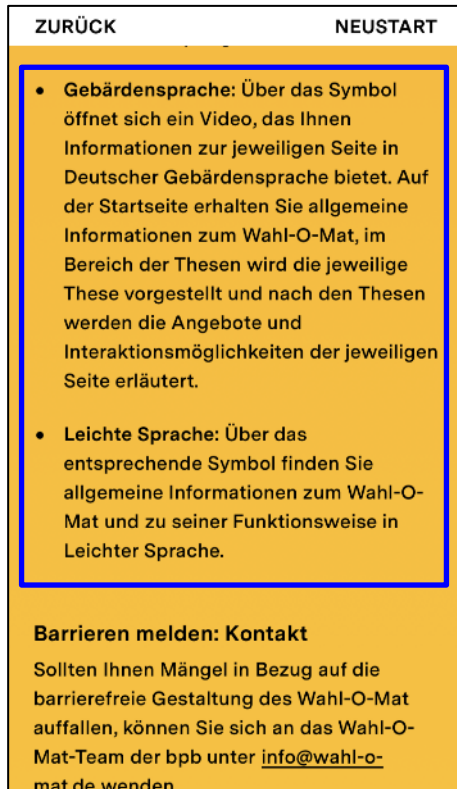 ZURÜCK NEUSTART
• Gebärdensprache: Über das Symbol
öffnet sich ein Video, das Ihnen
Informationen zur jeweiligen Seite in
Deutscher Gebärdensprache bietet. Auf
der Startseite erhalten Sie allgemeine
Informationen zum Wahl-O-Mat, im
Bereich der Thesen wird die jeweilige
These vorgestellt und nach den Thesen
werden die Angebote und
Interaktionsmöglichkeiten der jeweiligen
Seite erläutert.
• Leichte Sprache: Über das
entsprechende Symbol finden Sie
allgemeine Informationen zum Wahl-O-
Mat und zu seiner Funktionsweise in
Leichter Sprache.
Barrieren melden: Kontakt
Sollten Ihnen Mängel in Bezug auf die
barrierefreie Gestaltung des Wahl-O-Mat
auffallen, können Sie sich an das Wahl-O-
Mat-Team der bpb unter info@wahl-o-
mat.de wenden